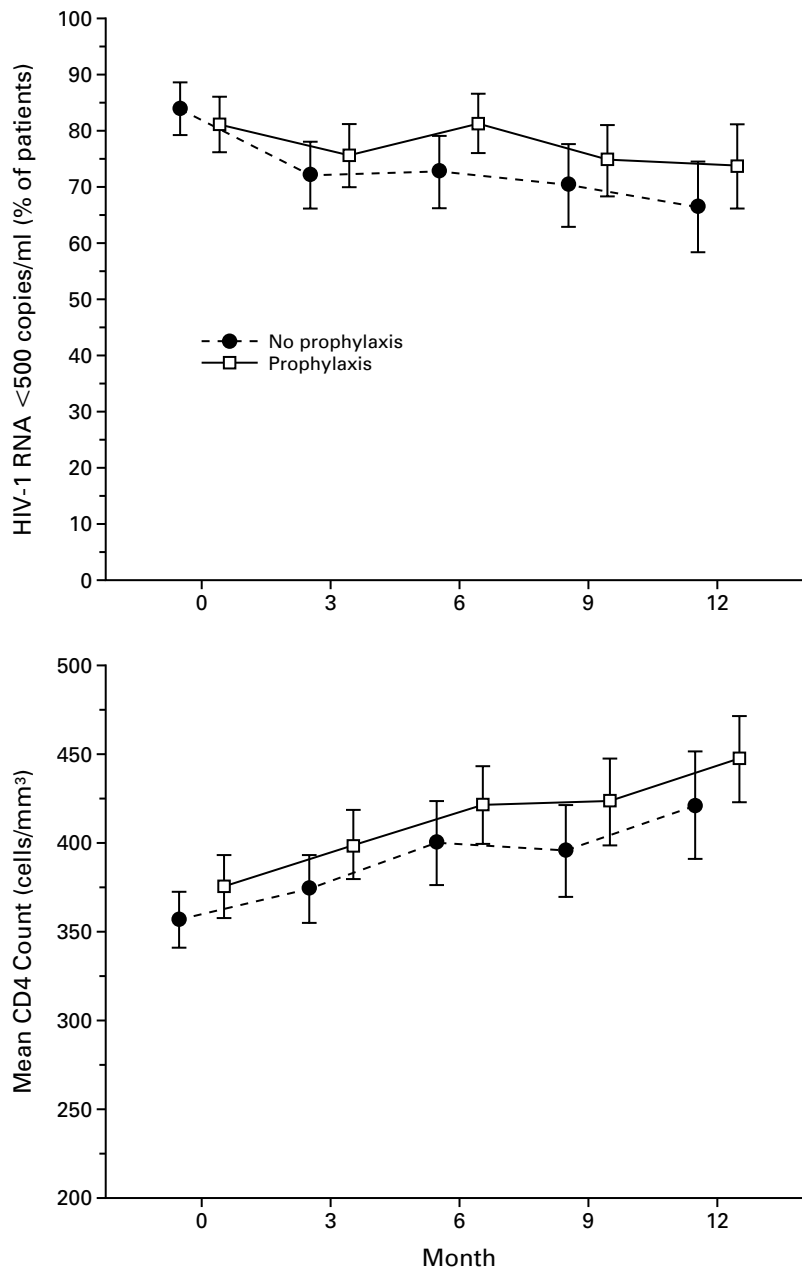 HIV-1 RNA <500 copies/ml (% of patients)
100
90
80
70
60
50
40
30
20
10
0
No prophylaxis
Prophylaxis
0 3 6 9 12
Mean CD4 Count (cells/mm³)
500
450
400
350
300
250
200
0 3 6 9 12
Month